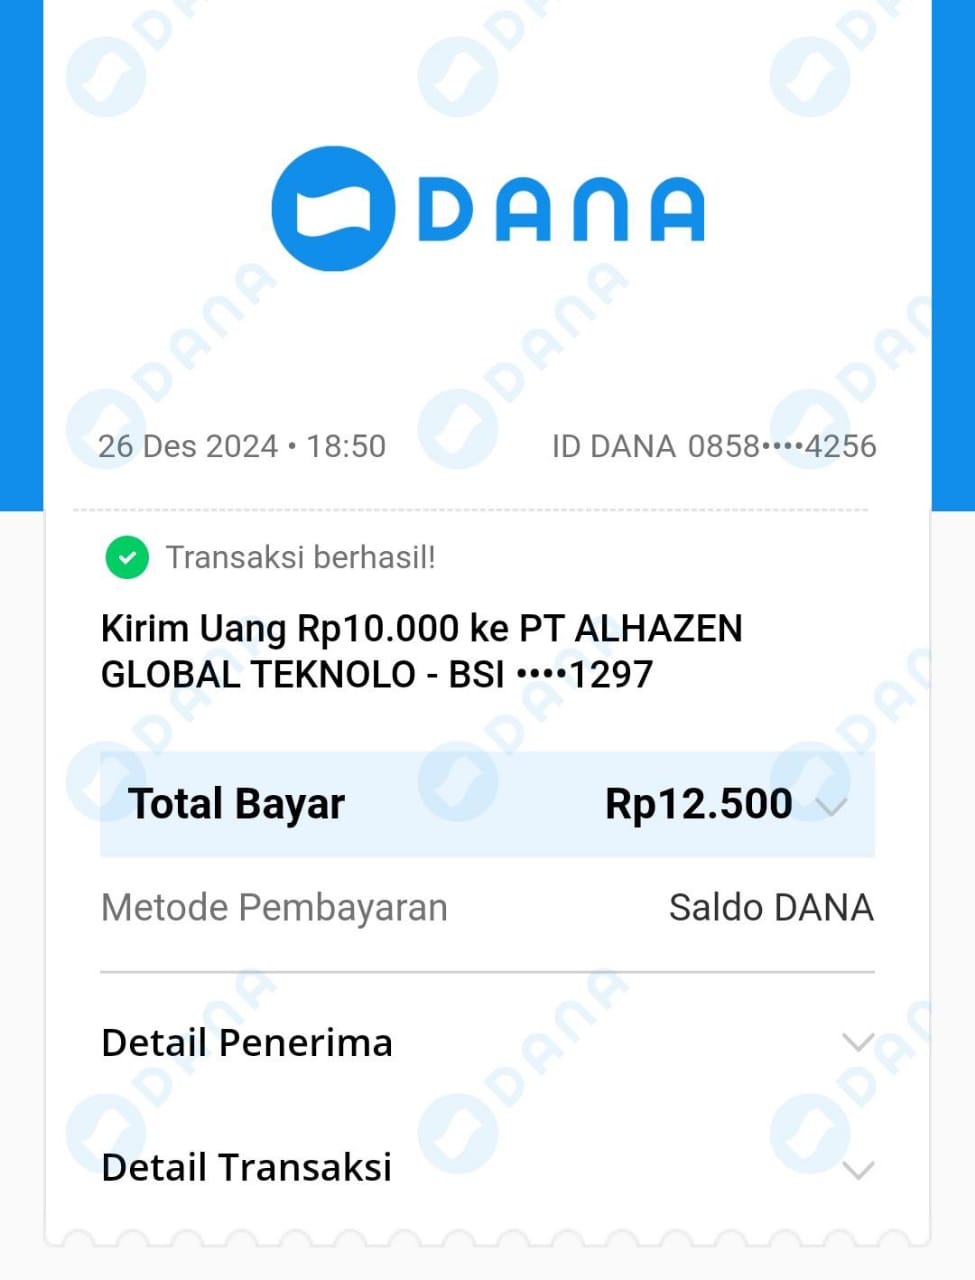 DANA
26 Des 2024 • 18:50 ID DANA 0858••••4256
Transaksi berhasil!
Kirim Uang Rp10.000 ke PT ALHAZEN
GLOBAL TEKNOLO - BSI ••••1297
Total Bayar Rp12.500
Metode Pembayaran Saldo DANA
Detail Penerima
Detail Transaksi